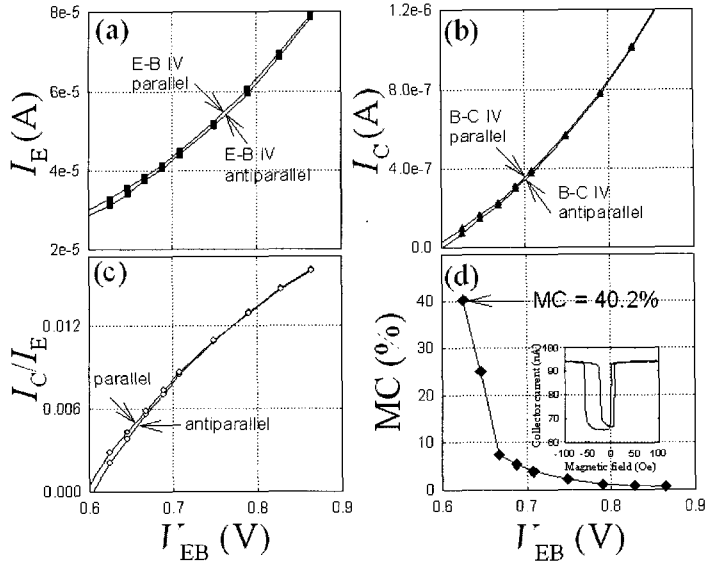 (a)
8e-5
6e-5
4e-5
2e-5
I_E (A)
E-B IV
parallel
E-B IV
antiparallel
(b)
1.2e-6
8.0e-7
4.0e-7
0.0
I_C (A)
B-C IV
parallel
B-C IV
antiparallel
(c)
0.012
0.006
0.000
I_C/I_E
parallel
antiparallel
0.6 0.7 0.8 0.9
V_EB (V)
(d)
40
30
20
10
0
MC (%)
MC = 40.2%
Collector current (nA)
100
90
80
70
60
-100 -50 0 50 100
Magnetic field (Oe)
0.6 0.7 0.8 0.9
V_EB (V)